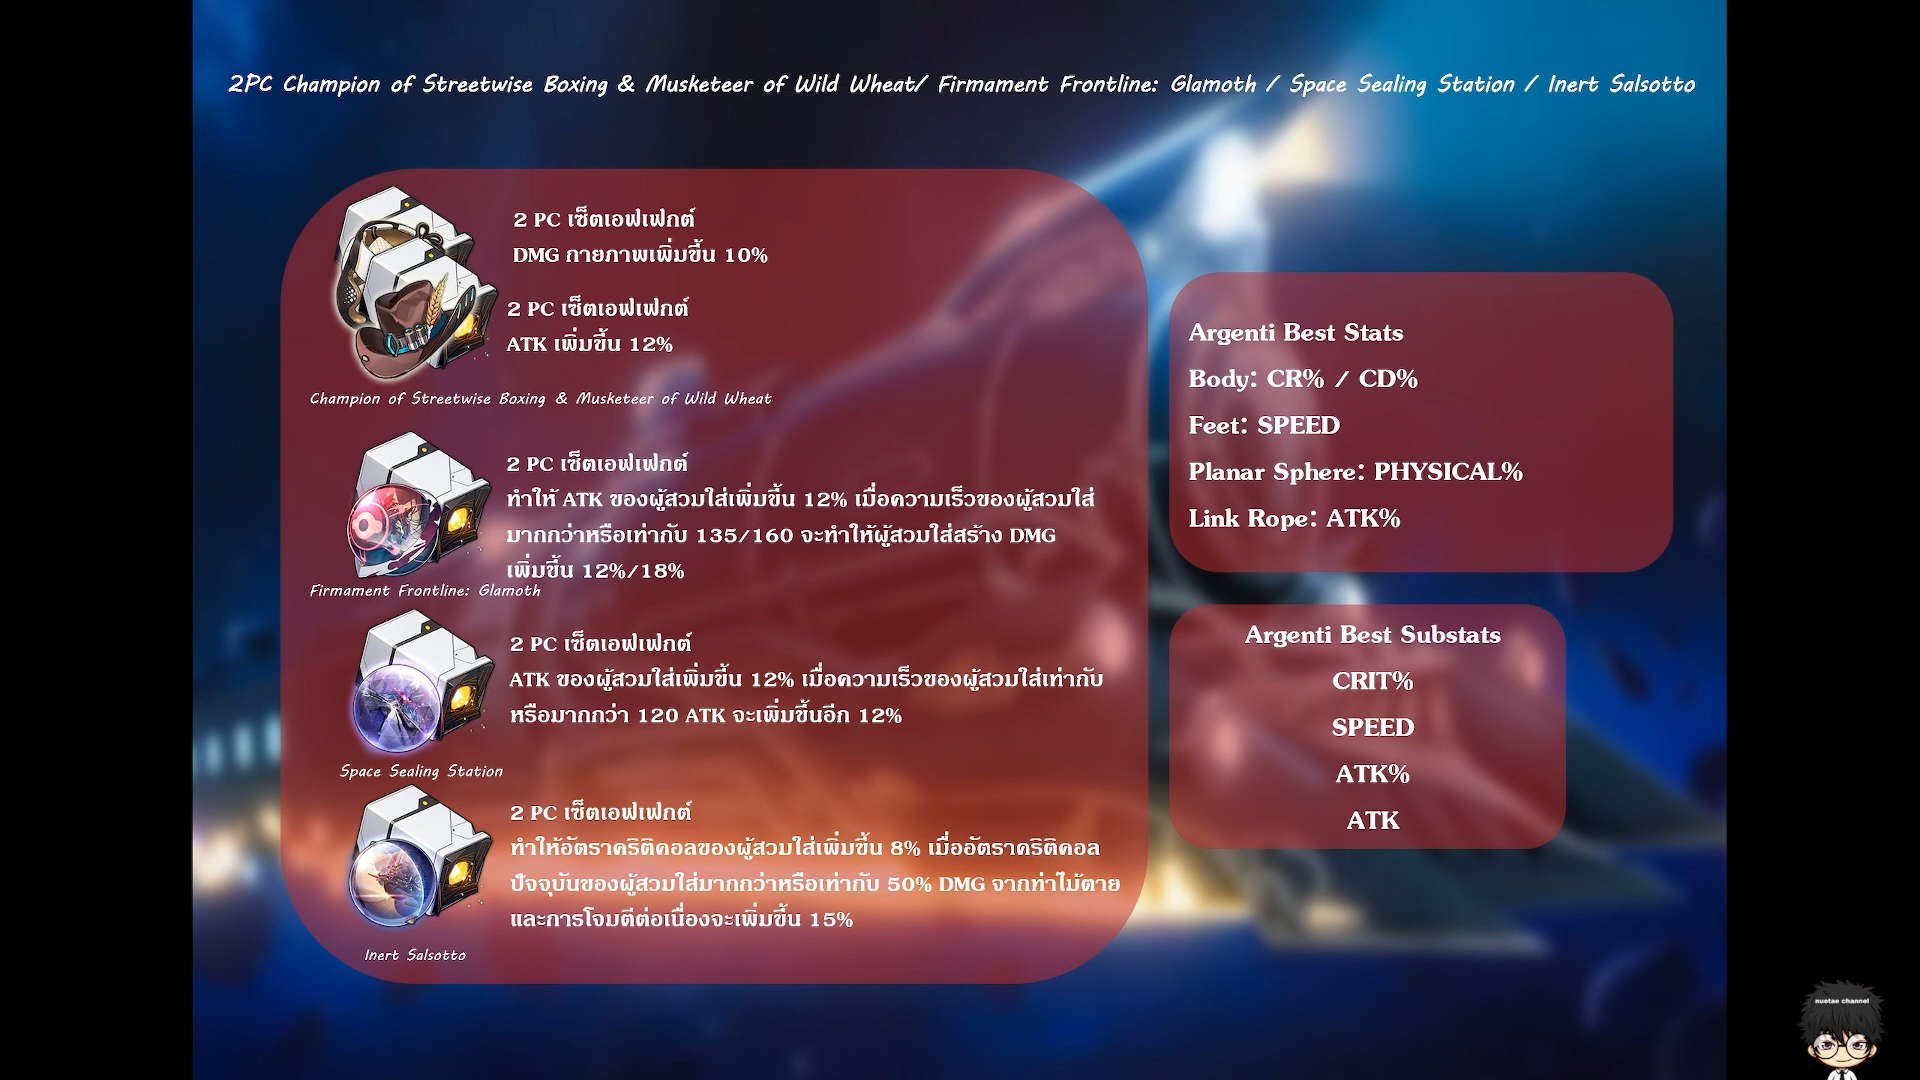 2PC Champion of Streetwise Boxing & Musketeer of Wild Wheat/ Firmament Frontline: Glamoth / Space Sealing Station / Inert Salsotto
2 PC เซ็ตเอฟเฟกต์
DMG กายภาพเพิ่มขึ้น 10%
2 PC เซ็ตเอฟเฟกต์
ATK เพิ่มขึ้น 12%
Champion of Streetwise Boxing & Musketeer of Wild Wheat
2 PC เซ็ตเอฟเฟกต์
ทำให้ ATK ของผู้สวมใส่เพิ่มขึ้น 12% เมื่อความเร็วของผู้สวมใส่
มากกว่าหรือเท่ากับ 135/160 จะทำให้ผู้สวมใส่สร้าง DMG
เพิ่มขึ้น 12%/18%
Firmament Frontline: Glamoth
2 PC เซ็ตเอฟเฟกต์
ATK ของผู้สวมใส่เพิ่มขึ้น 12% เมื่อความเร็วของผู้สวมใส่เท่ากับ
หรือมากกว่า 120 ATK จะเพิ่มขึ้นอีก 12%
Space Sealing Station
2 PC เซ็ตเอฟเฟกต์
ทำให้อัตราคริติคอลของผู้สวมใส่เพิ่มขึ้น 8% เมื่ออัตราคริติคอล
ปัจจุบันของผู้สวมใส่มากกว่าหรือเท่ากับ 50% DMG จากท่าไม้ตาย
และการโจมตีต่อเนื่องจะเพิ่มขึ้น 15%
Inert Salsotto
Argenti Best Stats
Body: CR% / CD%
Feet: SPEED
Planar Sphere: PHYSICAL%
Link Rope: ATK%
Argenti Best Substats
CRIT%
SPEED
ATK%
ATK
nuetae channel